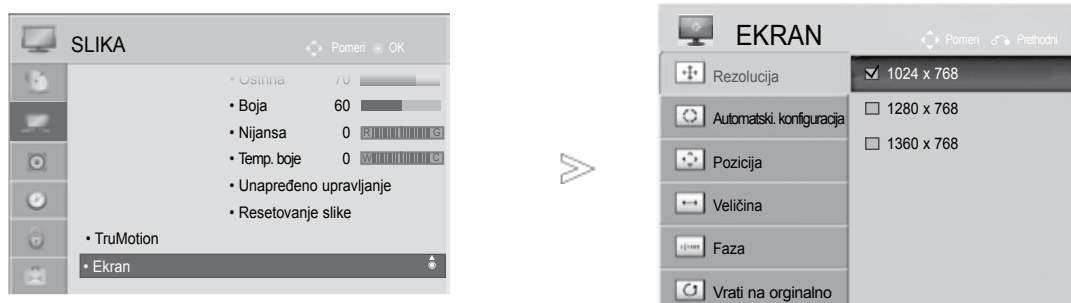 SLIKA
Pomeri OK
• Oštrina 70
• Boja 60
• Nijansa 0 R G
• Temp. boje 0 W C
• Unapređeno upravljanje
• Resetovanje slike
• TruMotion
• Ekran
EKRAN
Pomeri Prethodni
Rezolucija
Automatski. konfiguracija
Pozicija
Veličina
Faza
Vrati na orginalno
1024 x 768
1280 x 768
1360 x 768